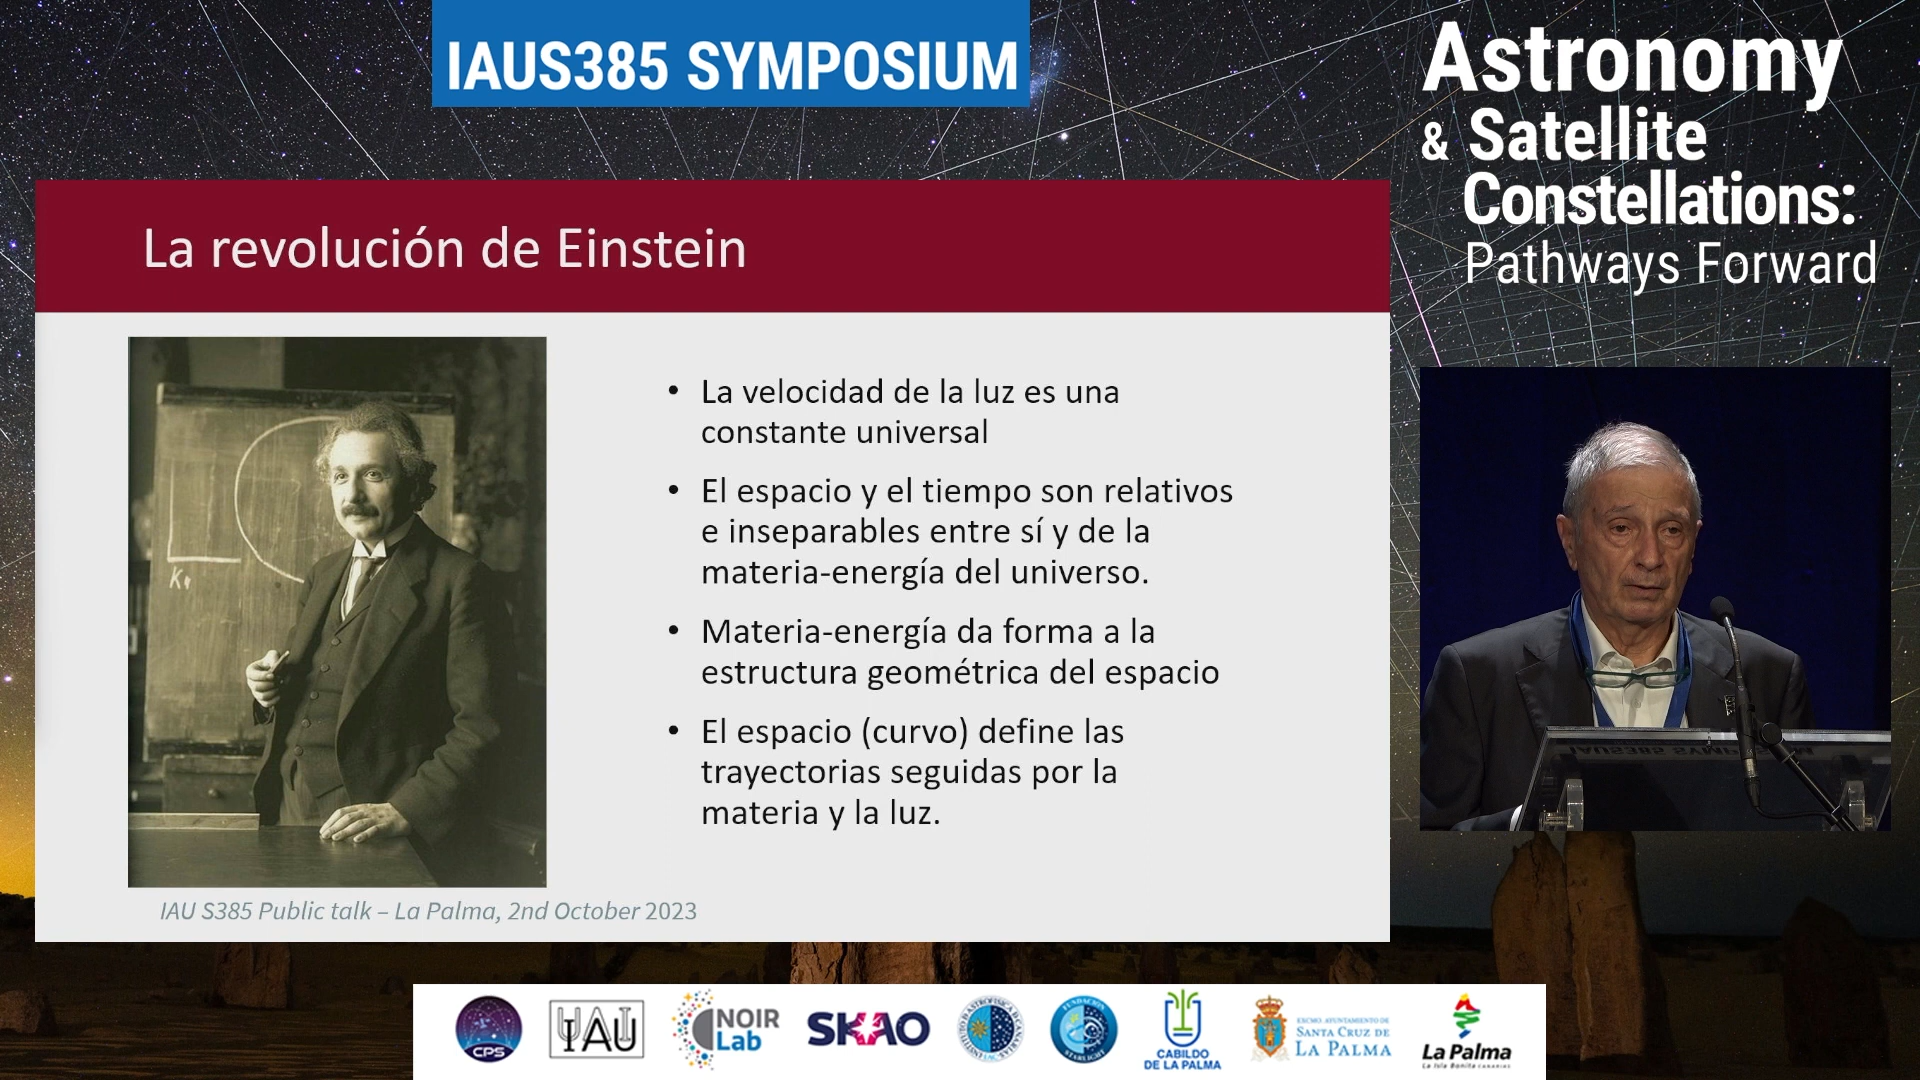 IAUS385 SYMPOSIUM
Astronomy
& Satellite
Constellations:
Pathways Forward
La revolución de Einstein
• La velocidad de la luz es una
constante universal
• El espacio y el tiempo son relativos
e inseparables entre sí y de la
materia-energía del universo.
• Materia-energía da forma a la
estructura geométrica del espacio
• El espacio (curvo) define las
trayectorias seguidas por la
materia y la luz.
IAU S385 Public talk – La Palma, 2nd October 2023
CPS
IAU
NOIR
Lab
SKAO
STARLIGHT
CABILDO
DE LA PALMA
EXCMO. AYUNTAMIENTO DE
SANTA CRUZ DE
LA PALMA
La Palma
La Isla Bonita CANARIAS